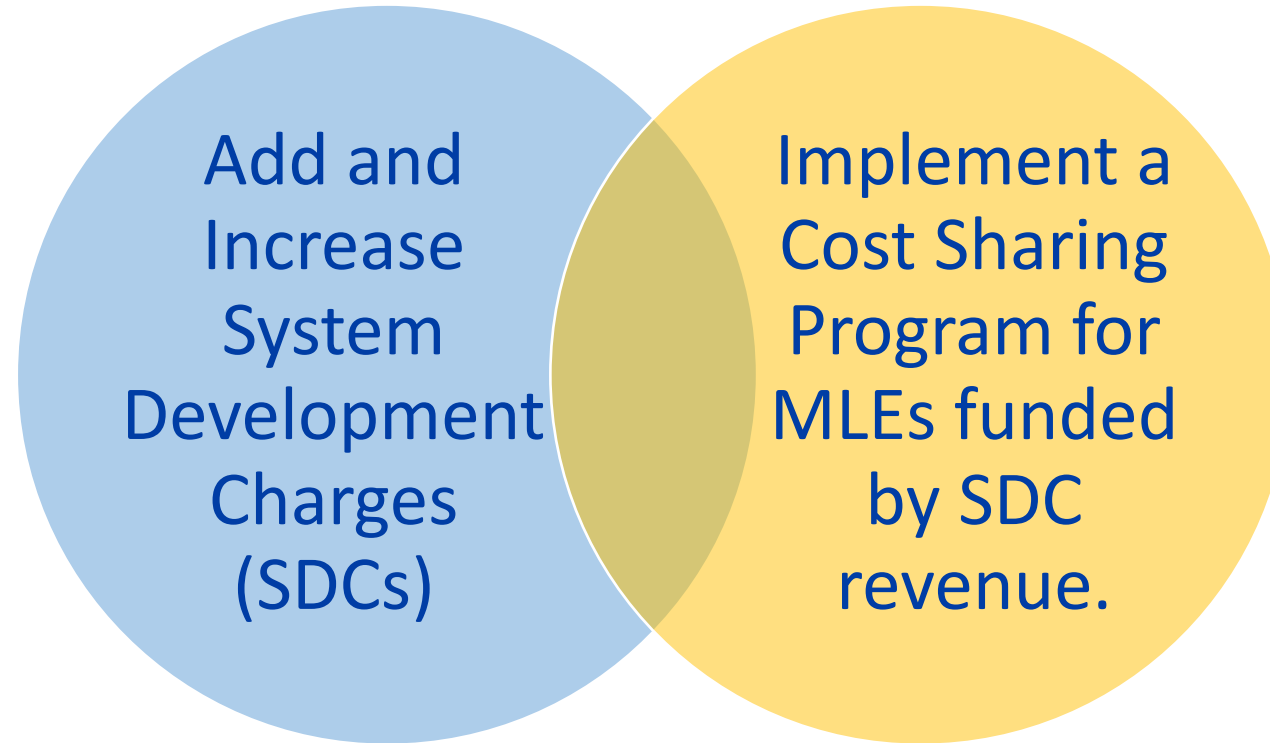 Add and
Increase
System
Development
Charges
(SDCs)
Implement a
Cost Sharing
Program for
MLEs funded
by SDC
revenue.